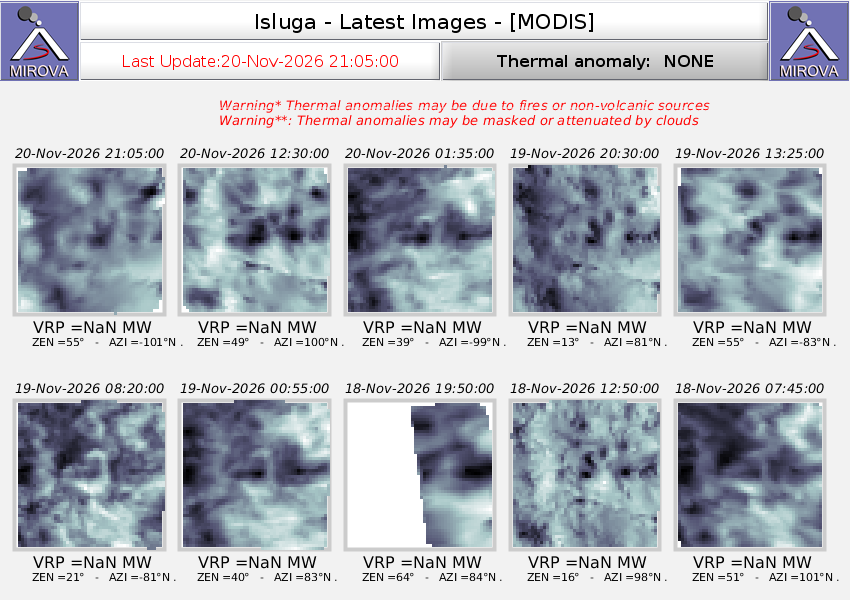 Isluga - Latest Images - [MODIS]
MIROVA
Last Update:20-Nov-2026 21:05:00
Thermal anomaly: NONE
MIROVA
Warning* Thermal anomalies may be due to fires or non-volcanic sources
Warning**: Thermal anomalies may be masked or attenuated by clouds
20-Nov-2026 21:05:00 20-Nov-2026 12:30:00 20-Nov-2026 01:35:00 19-Nov-2026 20:30:00 19-Nov-2026 13:25:00
VRP =NaN MW VRP =NaN MW VRP =NaN MW VRP =NaN MW VRP =NaN MW
ZEN =55° - AZI =-101°N . ZEN =49° - AZI =100°N . ZEN =39° - AZI =-99°N . ZEN =13° - AZI =81°N . ZEN =55° - AZI =-83°N .
19-Nov-2026 08:20:00 19-Nov-2026 00:55:00 18-Nov-2026 19:50:00 18-Nov-2026 12:50:00 18-Nov-2026 07:45:00
VRP =NaN MW VRP =NaN MW VRP =NaN MW VRP =NaN MW VRP =NaN MW
ZEN =21° - AZI =-81°N . ZEN =40° - AZI =83°N . ZEN =64° - AZI =84°N . ZEN =16° - AZI =98°N . ZEN =51° - AZI =101°N .